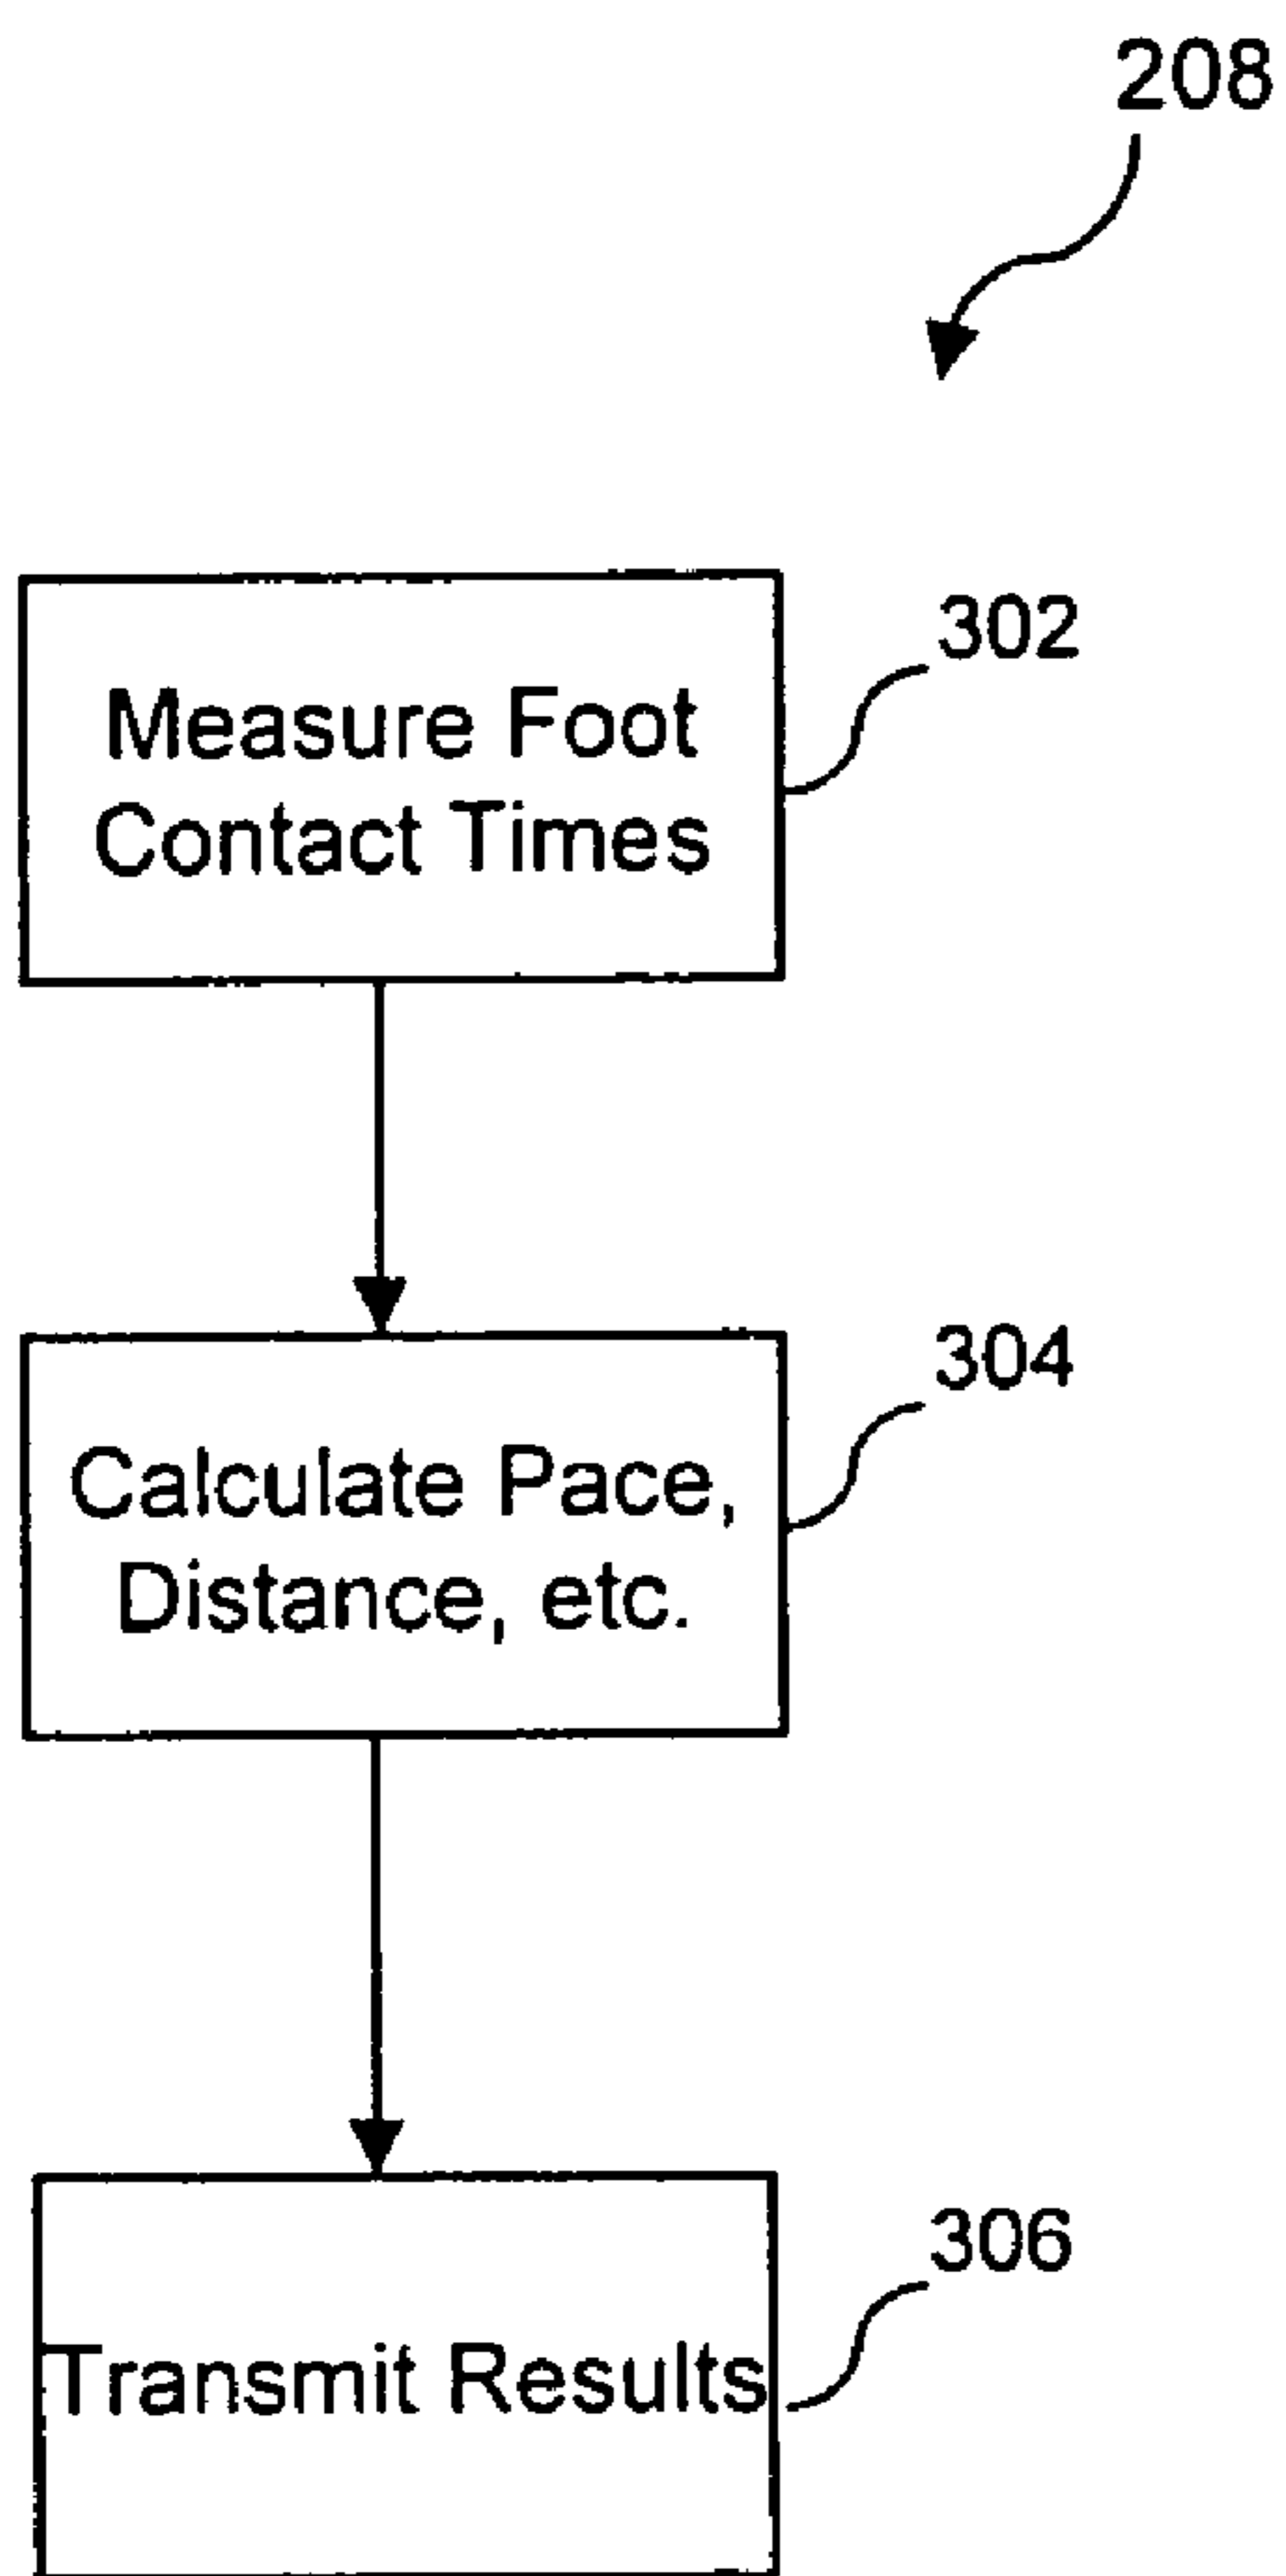 208
Measure Foot
Contact Times
302
Calculate Pace,
Distance, etc.
304
Transmit Results
306